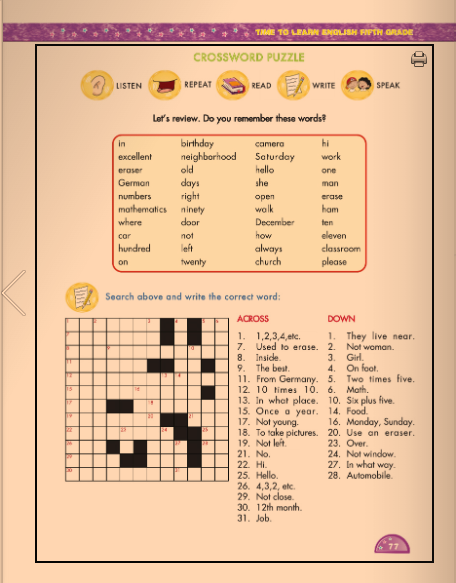 TIME TO LEARN ENGLISH FIFTH GRADE
CROSSWORD PUZZLE
LISTEN REPEAT READ WRITE SPEAK
Let's review. Do you remember these words?
in birthday camera hi
excellent neighborhood Saturday work
eraser old hello one
German days she man
numbers right open erase
mathematics ninety walk ham
where door December ten
car not how eleven
hundred left always classroom
on twenty church please
Search above and write the correct word:
ACROSS
1. 1,2,3,4,etc.
7. Used to erase.
8. Inside.
9. The best.
11. From Germany.
12. 10 times 10.
13. In what place.
15. Once a year.
17. Not young.
18. To take pictures.
19. Not left.
21. No.
22. Hi.
25. Hello.
26. 4,3,2, etc.
29. Not close.
30. 12th month.
31. Job.
DOWN
1. They live near.
2. Not woman.
3. Girl.
4. On foot.
5. Two times five.
6. Math.
10. Six plus five.
14. Food.
16. Monday, Sunday.
20. Use an eraser.
23. Over.
24. Not window.
27. In what way.
28. Automobile.
77